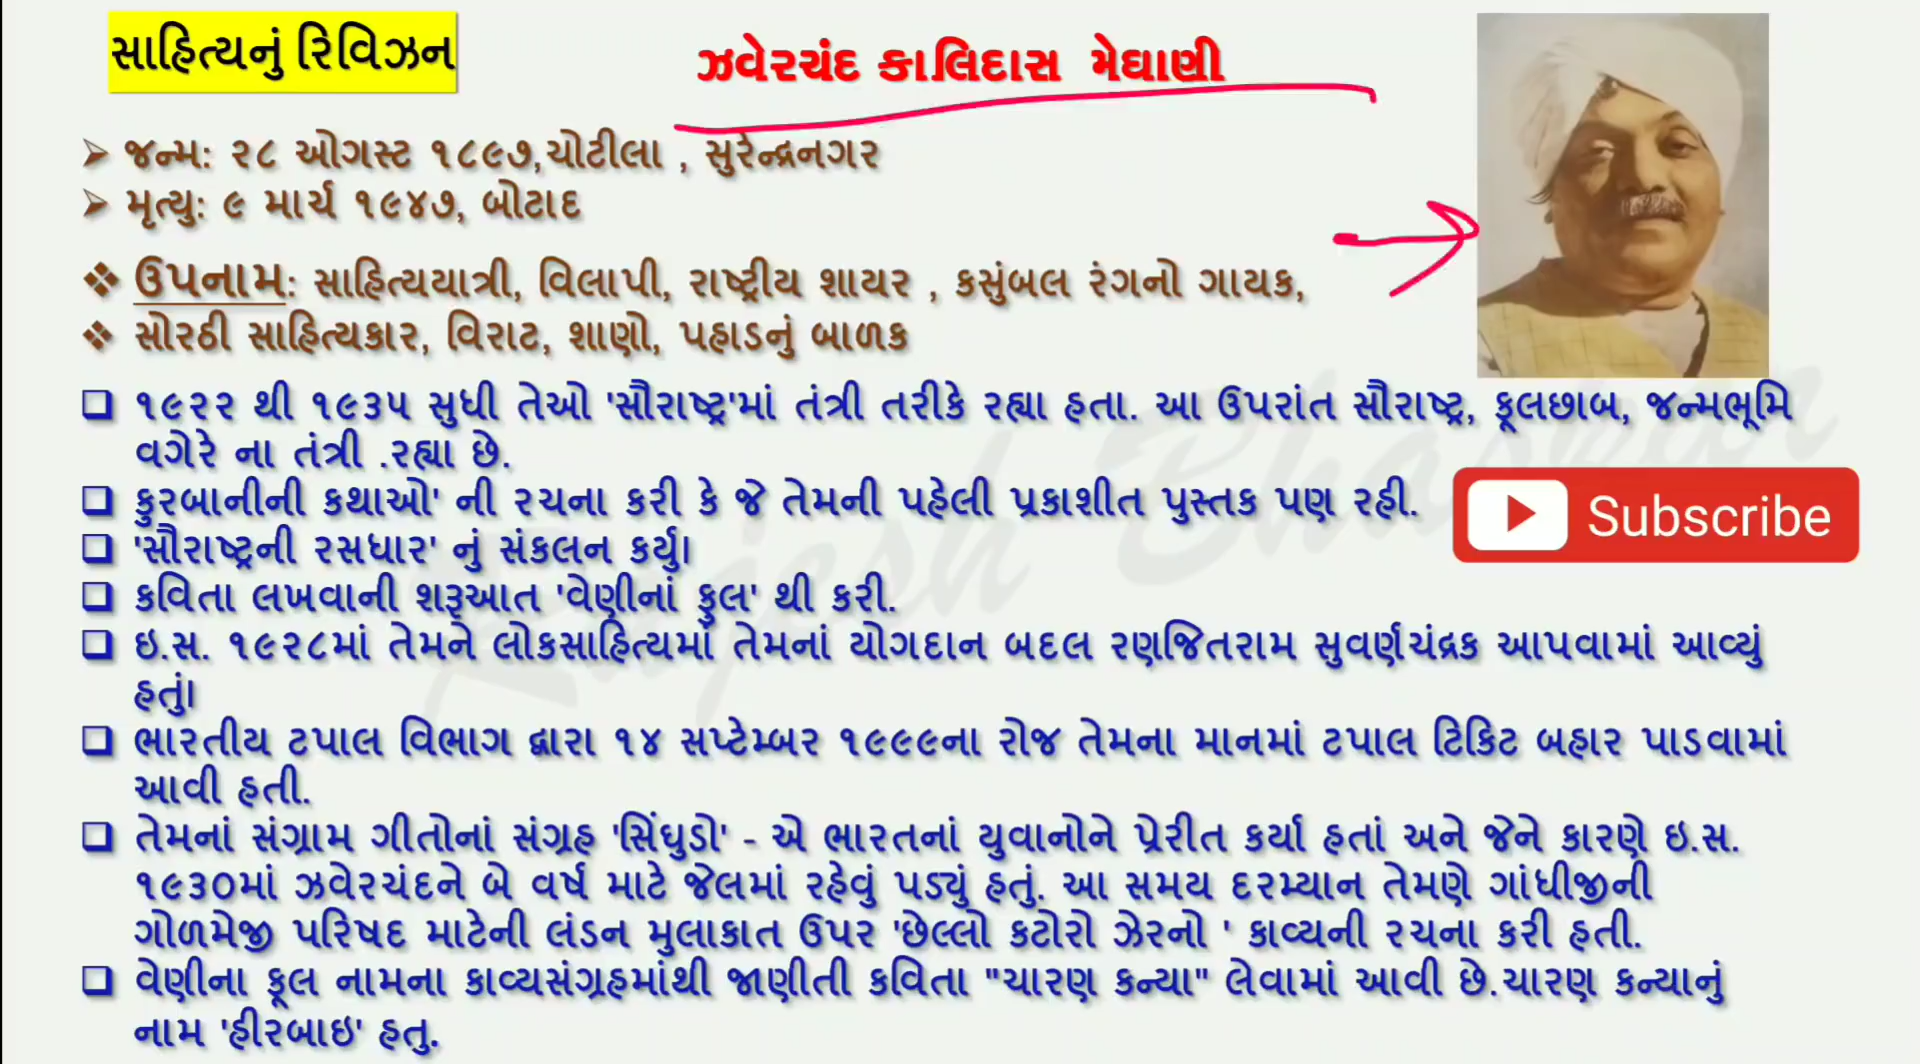 સાહિત્યનું રિવિઝન
ઝવેરચંદ કાલિદાસ મેઘાણી
જન્મ: ૨૮ ઓગસ્ટ ૧૮૯૭,ચોટીલા , સુરેન્દ્રનગર
મૃત્યુ: ૯ માર્ચ ૧૯૪૭, બોટાદ
ઉપનામ: સાહિત્યયાત્રી, વિલાપી, રાષ્ટ્રીય શાયર , કસુંબલ રંગનો ગાયક,
સોરઠી સાહિત્યકાર, વિરાટ, શાણો, પહાડનું બાળક
૧૯૨૨ થી ૧૯૩૫ સુધી તેઓ 'સૌરાષ્ટ્ર'માં તંત્રી તરીકે રહ્યા હતા. આ ઉપરાંત સૌરાષ્ટ્ર, ફૂલછાબ, જન્મભૂમિ
વગેરે ના તંત્રી .રહ્યા છે.
કુરબાનીની કથાઓ' ની રચના કરી કે જે તેમની પહેલી પ્રકાશીત પુસ્તક પણ રહી.
Subscribe
'સૌરાષ્ટ્રની રસધાર' નું સંકલન કર્યું।
કવિતા લખવાની શરૂઆત 'વેણીનાં ફુલ' થી કરી.
ઇ.સ. ૧૯૨૮માં તેમને લોકસાહિત્યમાં તેમનાં યોગદાન બદલ રણજિતરામ સુવર્ણચંદ્રક આપવામાં આવ્યું
હતું।
ભારતીય ટપાલ વિભાગ દ્વારા ૧૪ સપ્ટેમ્બર ૧૯૯૯ના રોજ તેમના માનમાં ટપાલ ટિકિટ બહાર પાડવામાં
આવી હતી.
તેમનાં સંગ્રામ ગીતોનાં સંગ્રહ 'સિંઘુડો' - એ ભારતનાં યુવાનોને પ્રેરીત કર્યા હતાં અને જેને કારણે ઇ.સ.
૧૯૩૦માં ઝવેરચંદને બે વર્ષ માટે જેલમાં રહેવું પડ્યું હતું. આ સમય દરમ્યાન તેમણે ગાંધીજીની
ગોળમેજી પરિષદ માટેની લંડન મુલાકાત ઉપર 'છેલ્લો કટોરો ઝેરનો ' કાવ્યની રચના કરી હતી.
વેણીના ફૂલ નામના કાવ્યસંગ્રહમાંથી જાણીતી કવિતા "ચારણ કન્યા" લેવામાં આવી છે.ચારણ કન્યાનું
નામ 'હીરબાઇ' હતુ.
Rajesh Bhaskar